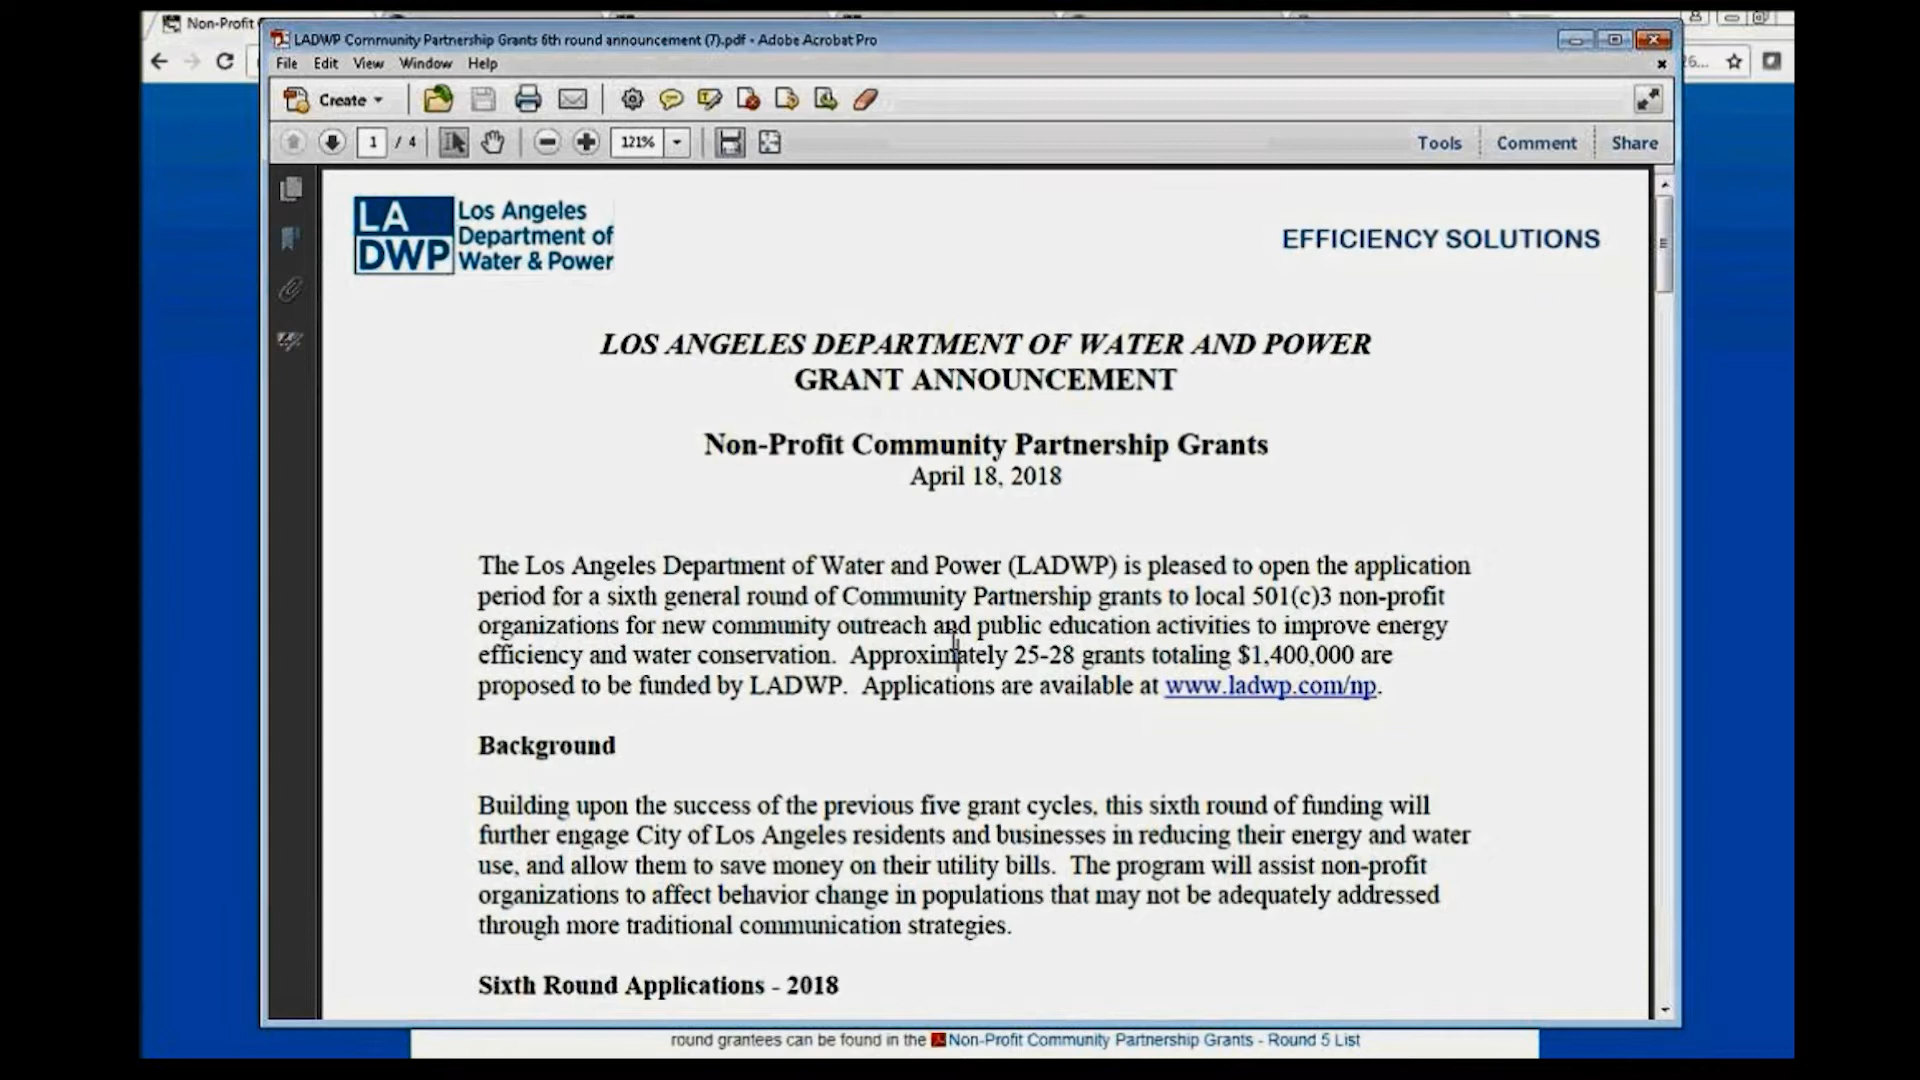 Non-Profit
LADWP Community Partnership Grants 6th round announcement (7).pdf - Adobe Acrobat Pro
File Edit View Window Help
Create
1 / 4 121% Tools Comment Share
LA DWP
Los Angeles
Department of
Water & Power
EFFICIENCY SOLUTIONS
LOS ANGELES DEPARTMENT OF WATER AND POWER
GRANT ANNOUNCEMENT
Non-Profit Community Partnership Grants
April 18, 2018
The Los Angeles Department of Water and Power (LADWP) is pleased to open the application
period for a sixth general round of Community Partnership grants to local 501(c)3 non-profit
organizations for new community outreach and public education activities to improve energy
efficiency and water conservation. Approximately 25-28 grants totaling $1,400,000 are
proposed to be funded by LADWP. Applications are available at www.ladwp.com/np.
Background
Building upon the success of the previous five grant cycles, this sixth round of funding will
further engage City of Los Angeles residents and businesses in reducing their energy and water
use, and allow them to save money on their utility bills. The program will assist non-profit
organizations to affect behavior change in populations that may not be adequately addressed
through more traditional communication strategies.
Sixth Round Applications - 2018
round grantees can be found in the Non-Profit Community Partnership Grants - Round 5 List